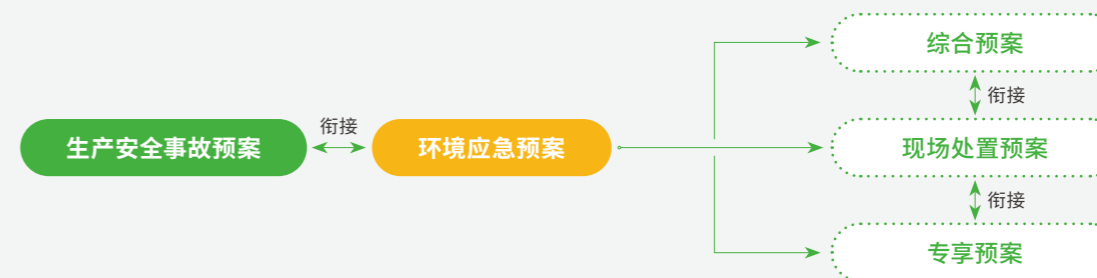 综合预案
衔接
生产安全事故预案
衔接
环境应急预案
现场处置预案
衔接
专享预案